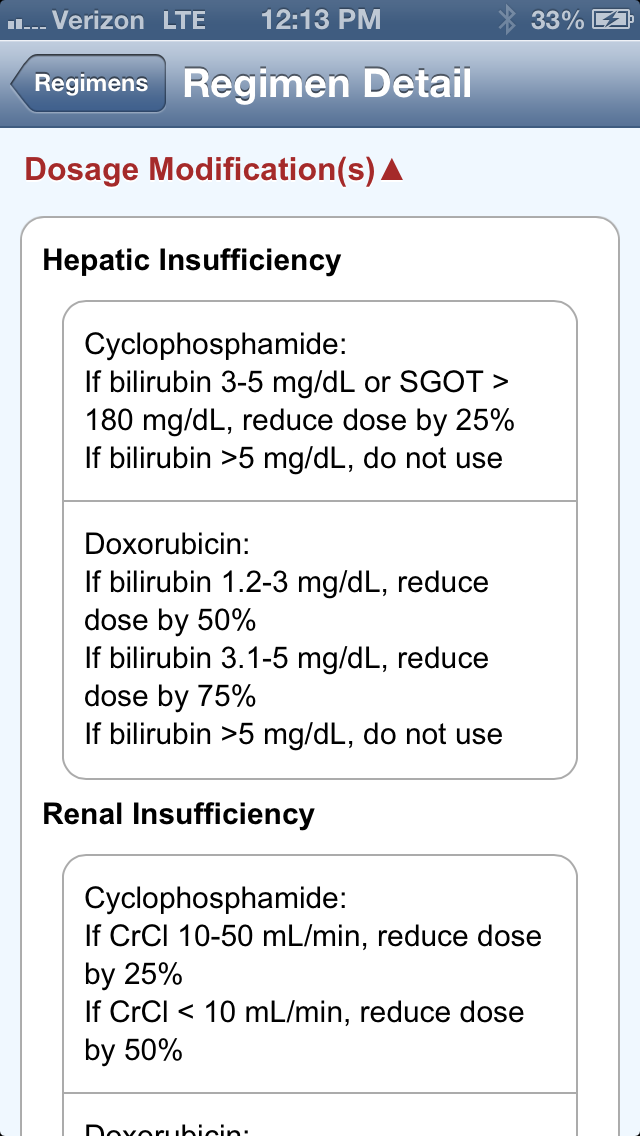 Verizon LTE 12:13 PM 33%
Regimens Regimen Detail
Dosage Modification(s)▲
Hepatic Insufficiency
Cyclophosphamide:
If bilirubin 3-5 mg/dL or SGOT >
180 mg/dL, reduce dose by 25%
If bilirubin >5 mg/dL, do not use
Doxorubicin:
If bilirubin 1.2-3 mg/dL, reduce
dose by 50%
If bilirubin 3.1-5 mg/dL, reduce
dose by 75%
If bilirubin >5 mg/dL, do not use
Renal Insufficiency
Cyclophosphamide:
If CrCl 10-50 mL/min, reduce dose
by 25%
If CrCl < 10 mL/min, reduce dose
by 50%
Doxorubicin: